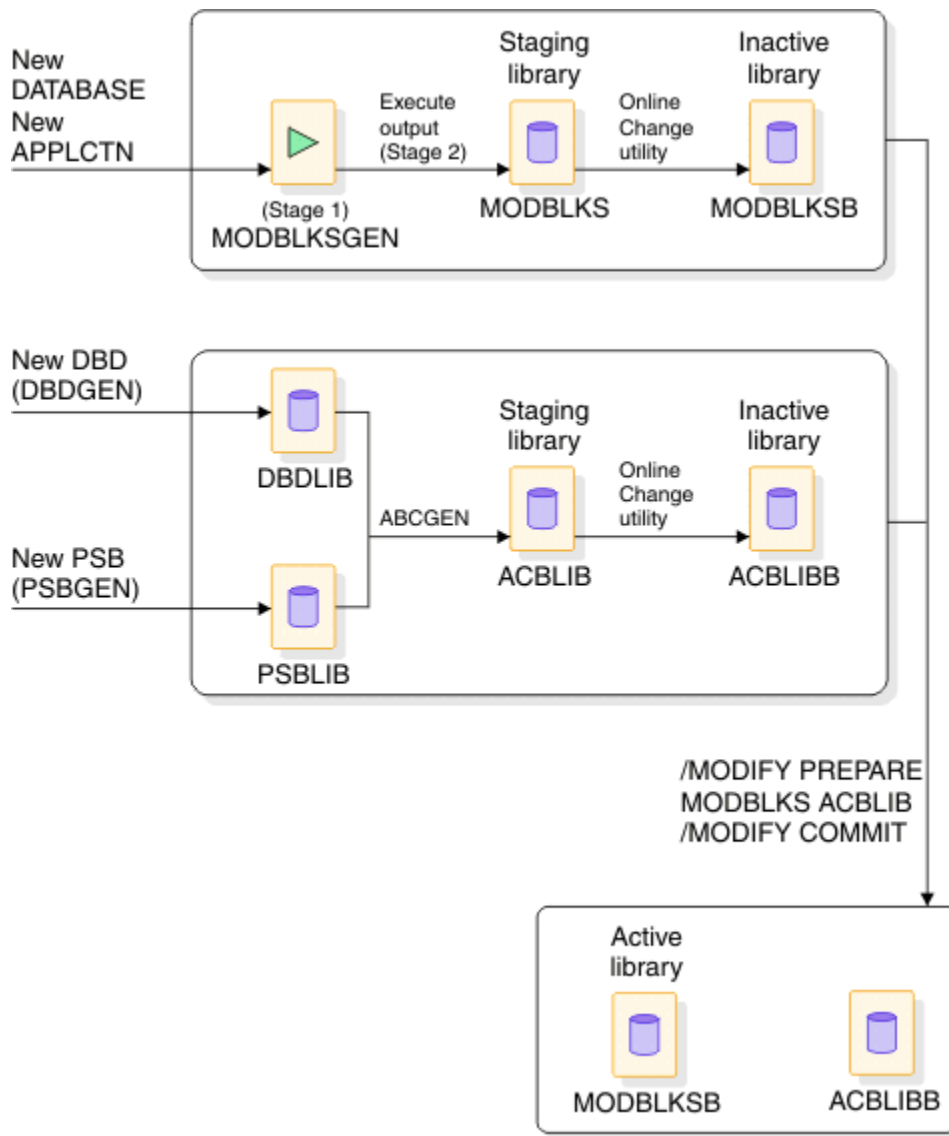 New
DATABASE
New
APPLCTN
(Stage 1)
MODBLKSGEN
Execute
output
(Stage 2)
Staging
library
MODBLKS
Online
Change
utility
Inactive
library
MODBLKSB
New DBD
(DBDGEN)
DBDLIB
New PSB
(PSBGEN)
PSBLIB
ABCGEN
Staging
library
ACBLIB
Online
Change
utility
Inactive
library
ACBLIBB
/MODIFY PREPARE
MODBLKS ACBLIB
/MODIFY COMMIT
Active
library
MODBLKSB
ACBLIBB